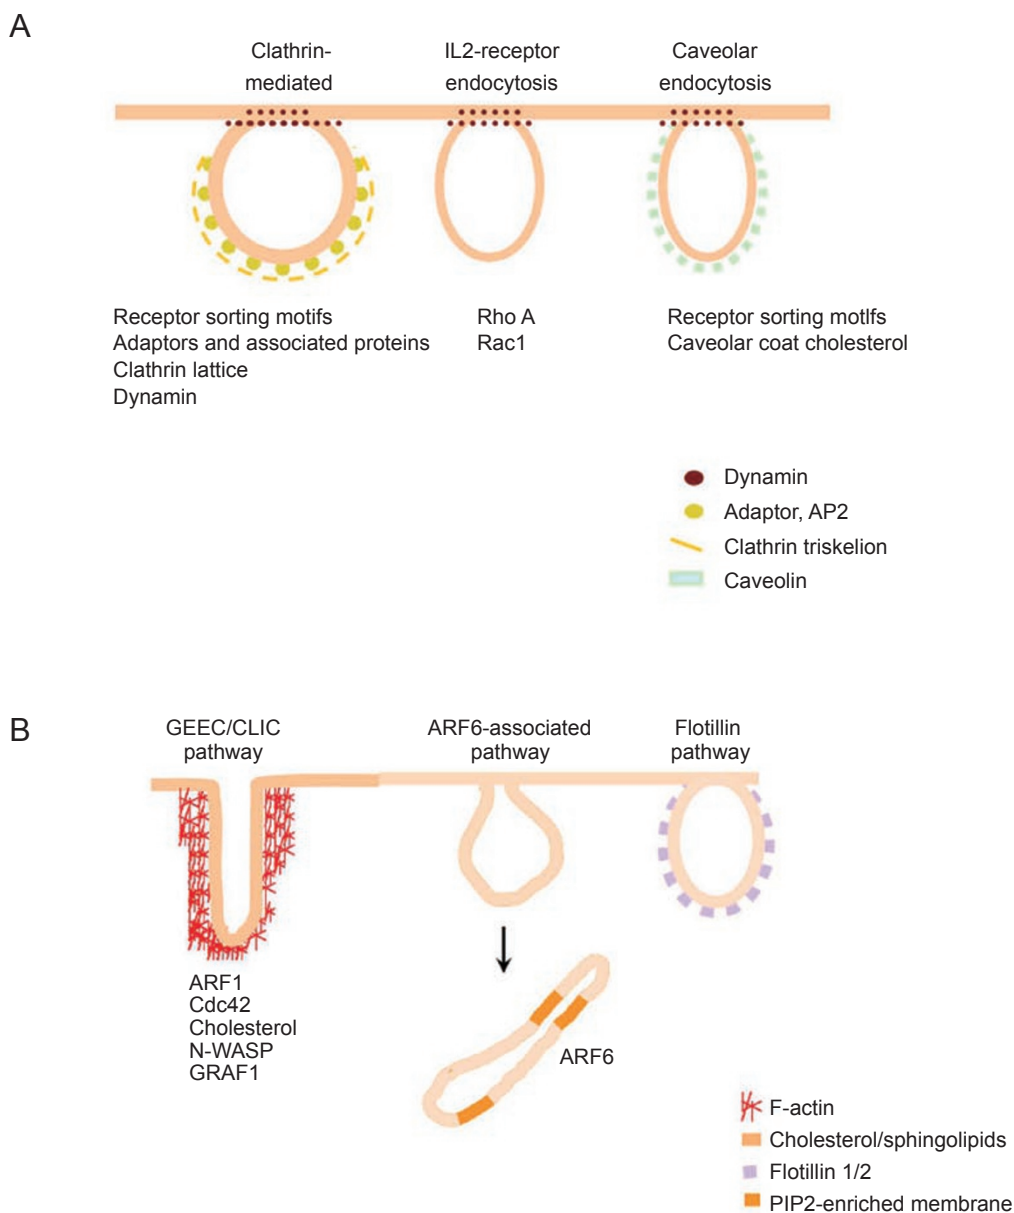 A
Clathrin-
mediated
IL2-receptor
endocytosis
Caveolar
endocytosis
Receptor sorting motifs
Adaptors and associated proteins
Clathrin lattice
Dynamin
Rho A
Rac1
Receptor sorting motlfs
Caveolar coat cholesterol
Dynamin
Adaptor, AP2
Clathrin triskelion
Caveolin
B
GEEC/CLIC
pathway
ARF6-associated
pathway
Flotillin
pathway
ARF1
Cdc42
Cholesterol
N-WASP
GRAF1
ARF6
F-actin
Cholesterol/sphingolipids
Flotillin 1/2
PIP2-enriched membrane